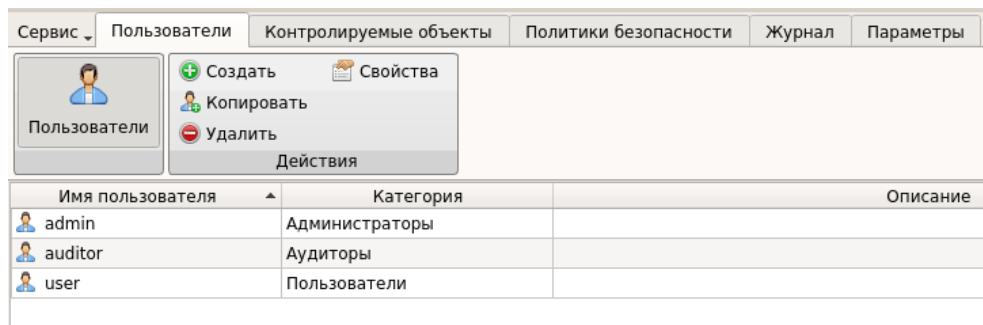 Сервис Пользователи Контролируемые объекты Политики безопасности Журнал Параметры
Создать Свойства
Копировать
Пользователи
Удалить
Действия
Имя пользователя Категория Описание
admin Администраторы
auditor Аудиторы
user Пользователи